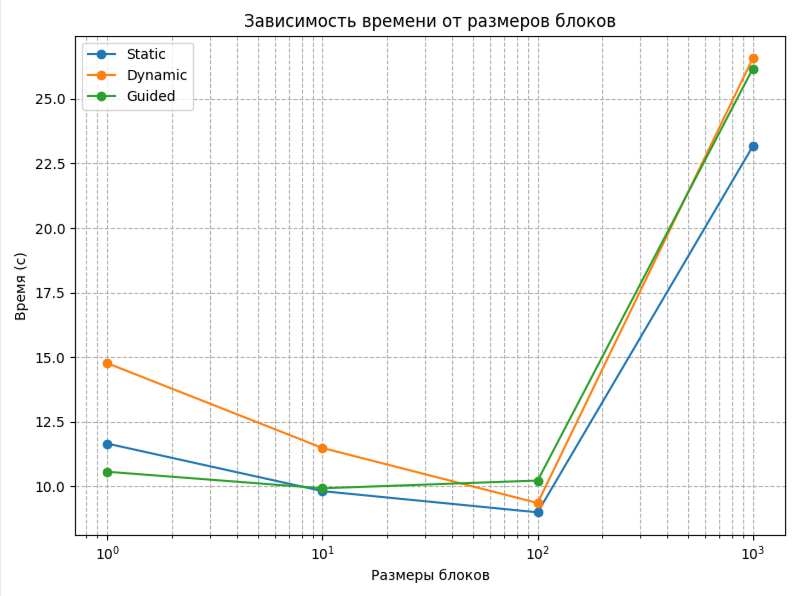 Зависимость времени от размеров блоков
Static
Dynamic
Guided
Время (с)
25.0
22.5
20.0
17.5
15.0
12.5
10.0
10⁰
10¹
10²
10³
Размеры блоков